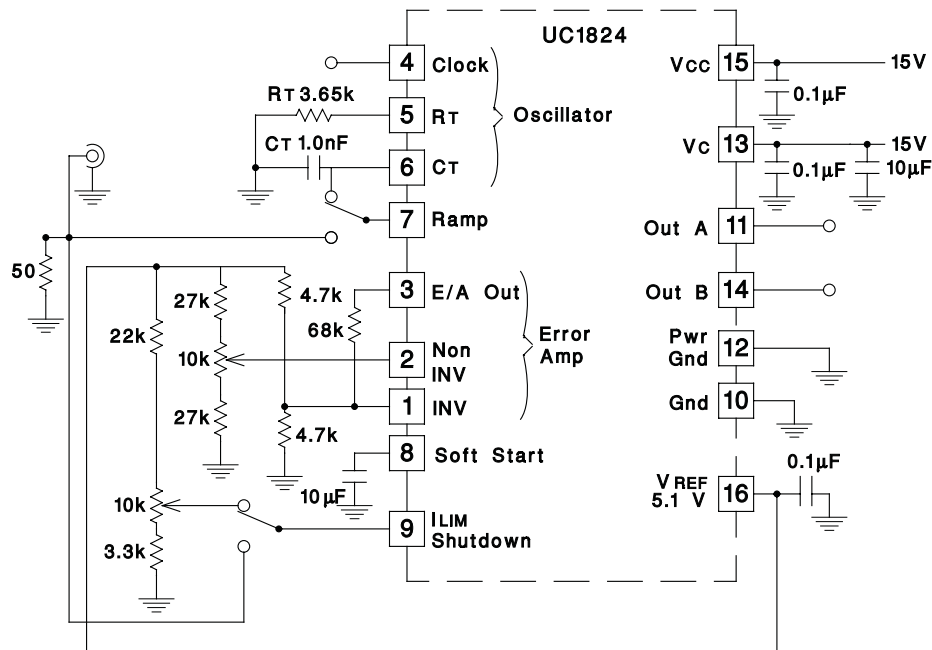 UC1824
4 Clock
RT 3.65k
5 RT
Oscillator
CT 1.0nF
6 CT
7 Ramp
50
3 E/A Out
4.7k
27k
68k
22k
Error
Amp
10k
2 Non
INV
27k
1 INV
4.7k
8 Soft Start
10µF
10k
9 ILIM
Shutdown
3.3k
VCC 15 15V
0.1µF
VC 13 15V
0.1µF 10µF
Out A 11
Out B 14
Pwr
Gnd 12
Gnd 10
0.1µF
VREF
5.1 V 16